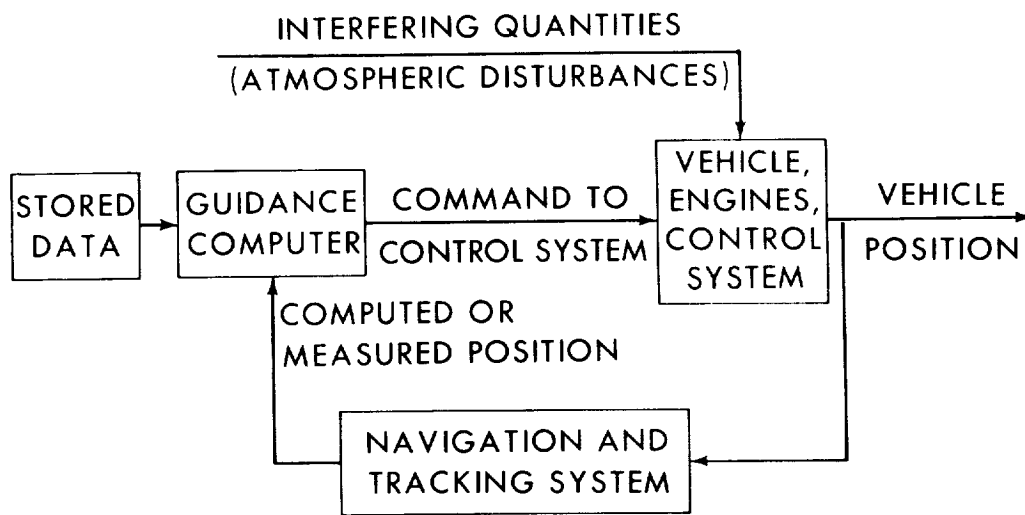 INTERFERING QUANTITIES
(ATMOSPHERIC DISTURBANCES)
STORED
DATA
GUIDANCE
COMPUTER
COMMAND TO
CONTROL SYSTEM
VEHICLE,
ENGINES,
CONTROL
SYSTEM
VEHICLE
POSITION
COMPUTED OR
MEASURED POSITION
NAVIGATION AND
TRACKING SYSTEM